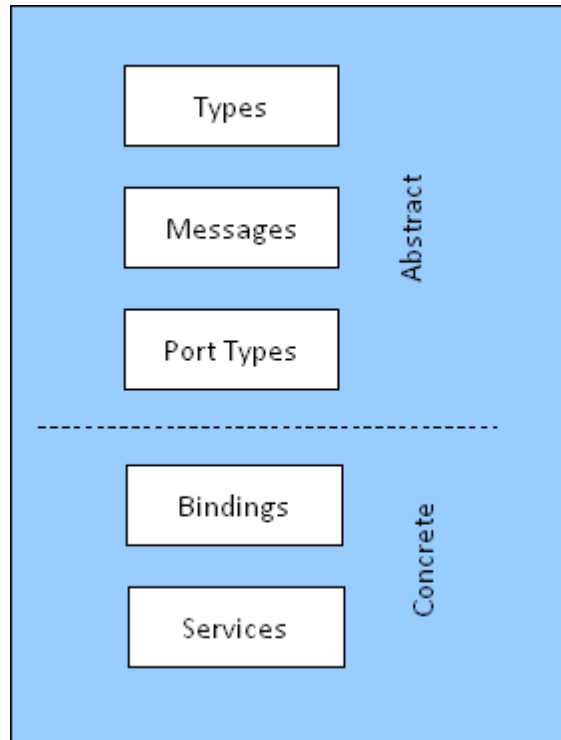 Types
Messages
Abstract
Port Types
Bindings
Concrete
Services